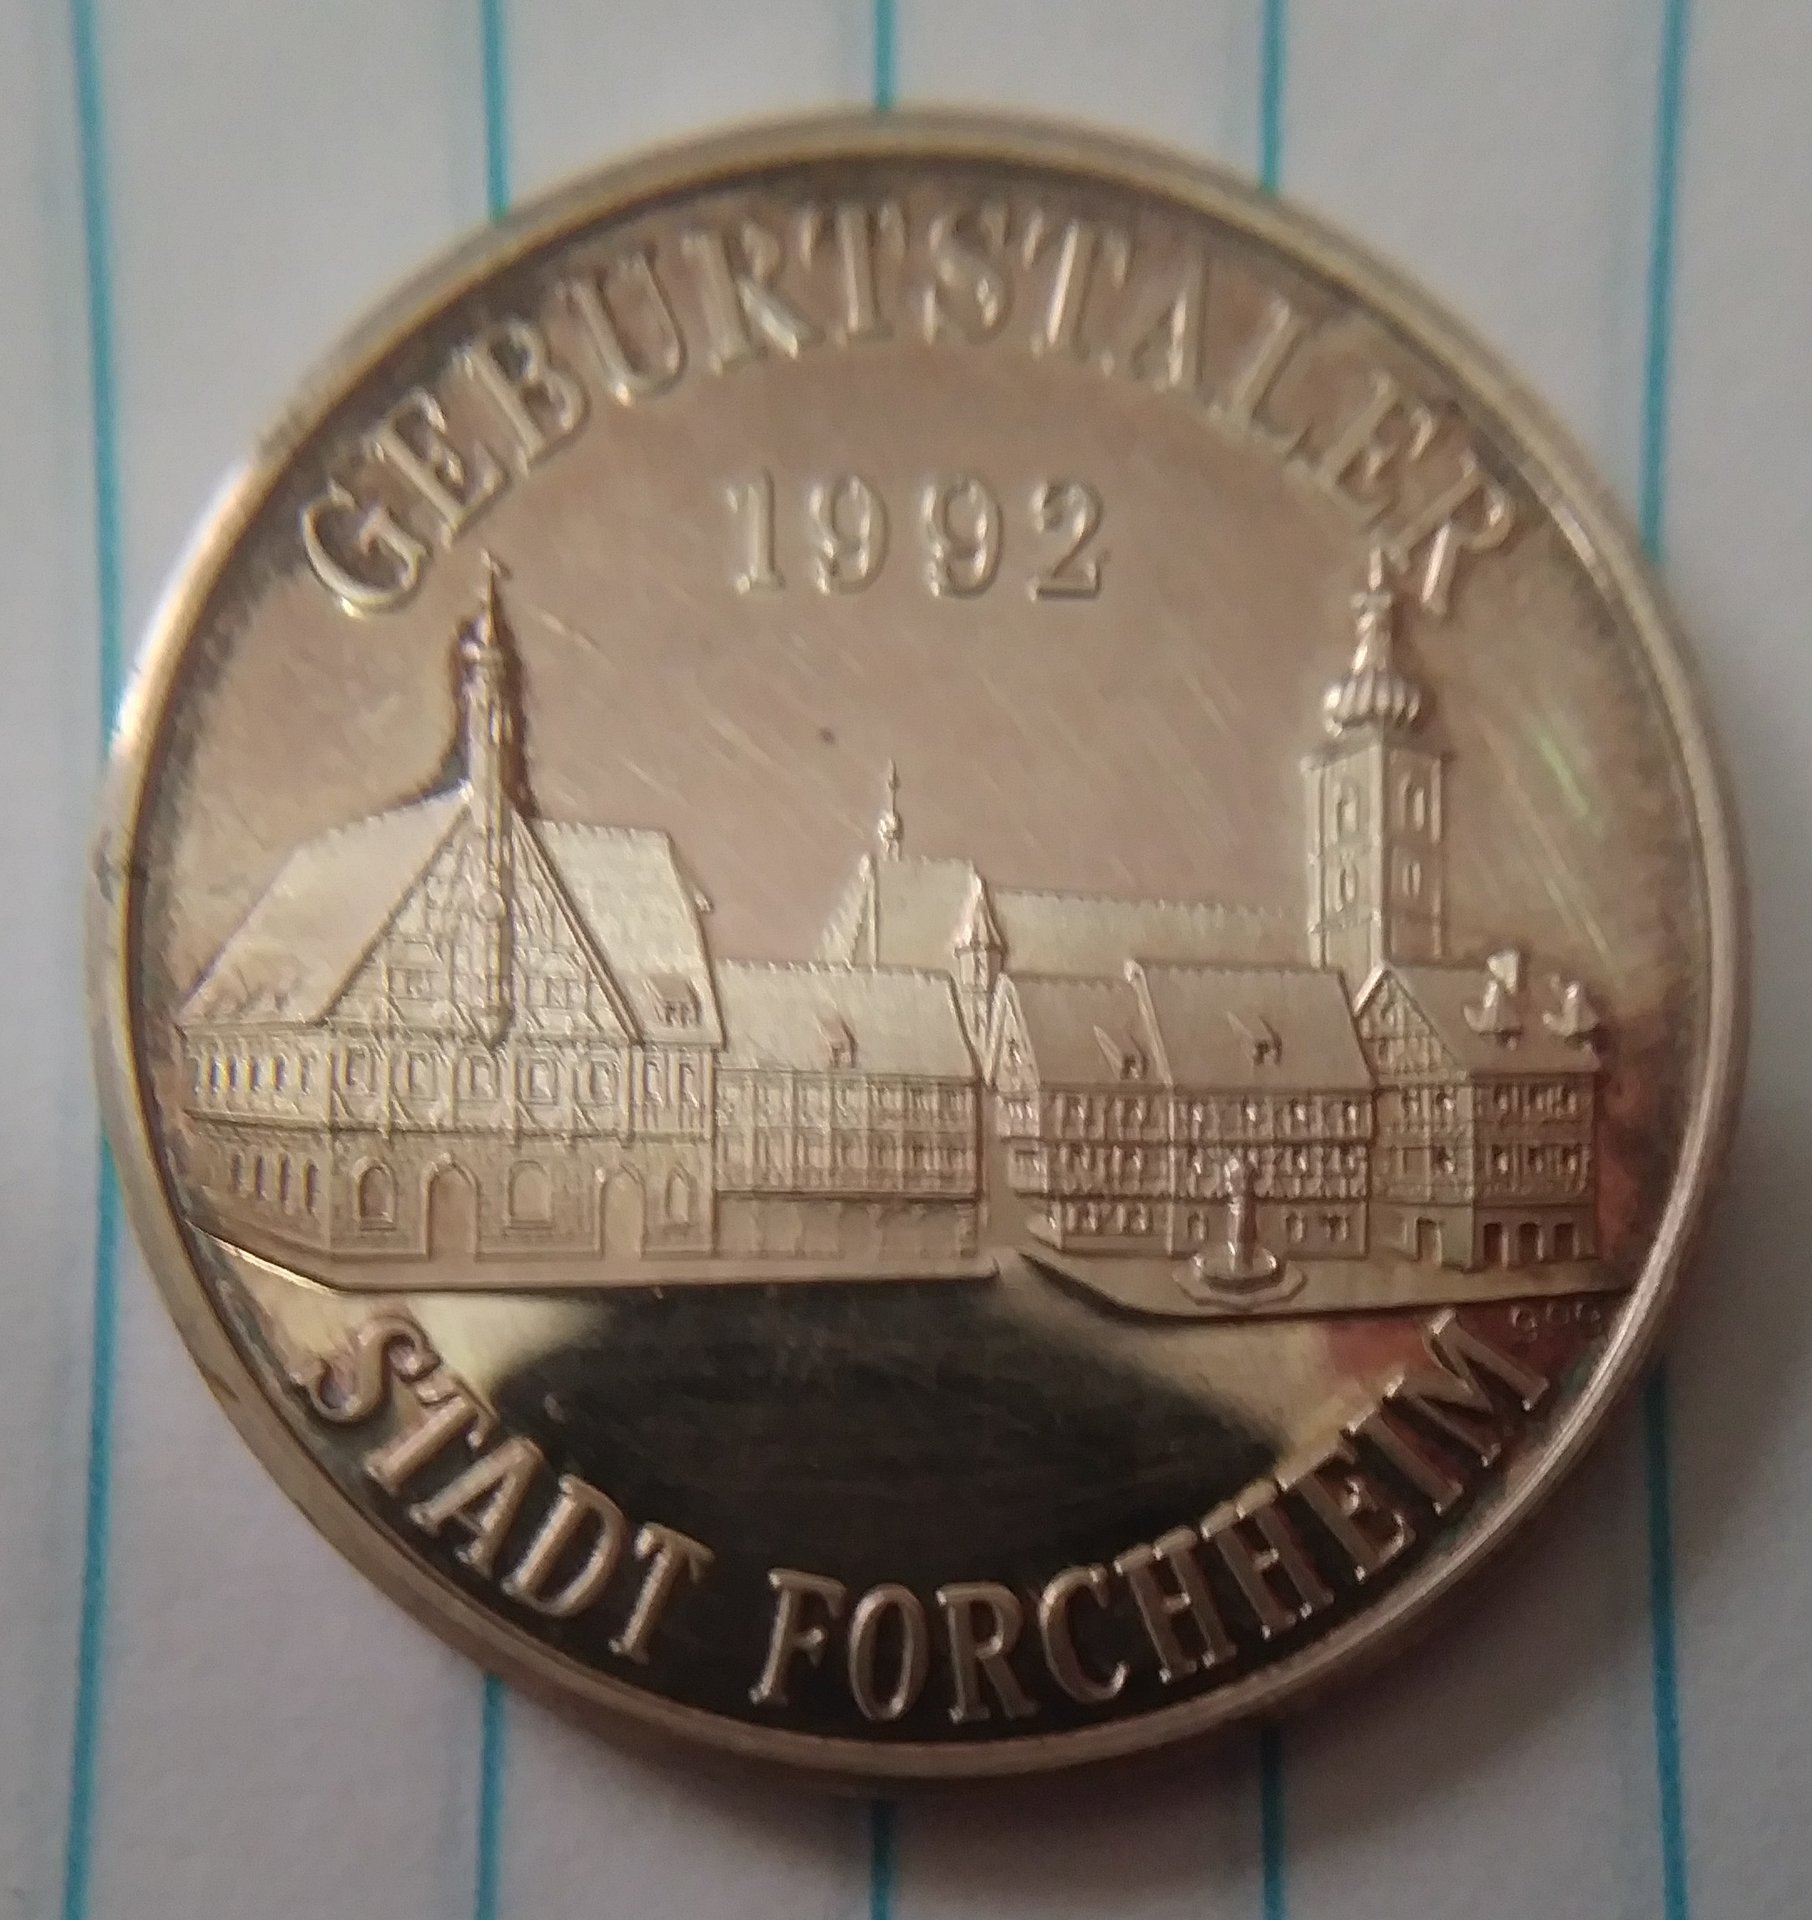 GEBURTSTALER
1992
STADT FORCHHEIM